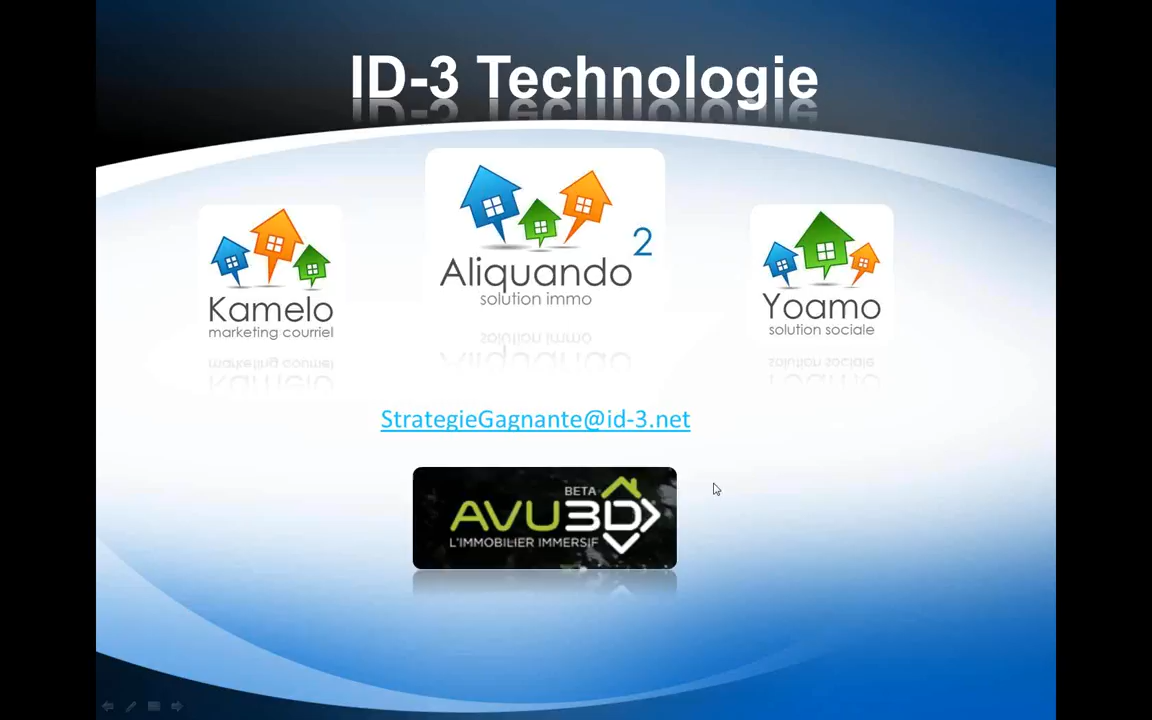 ID-3 Technologie
Kamelo
marketing courriel
Aliquando 2
solution immo
Yoamo
solution sociale
StrategieGagnante@id-3.net
BETA
AVU3D
L'IMMOBILIER IMMERSIF